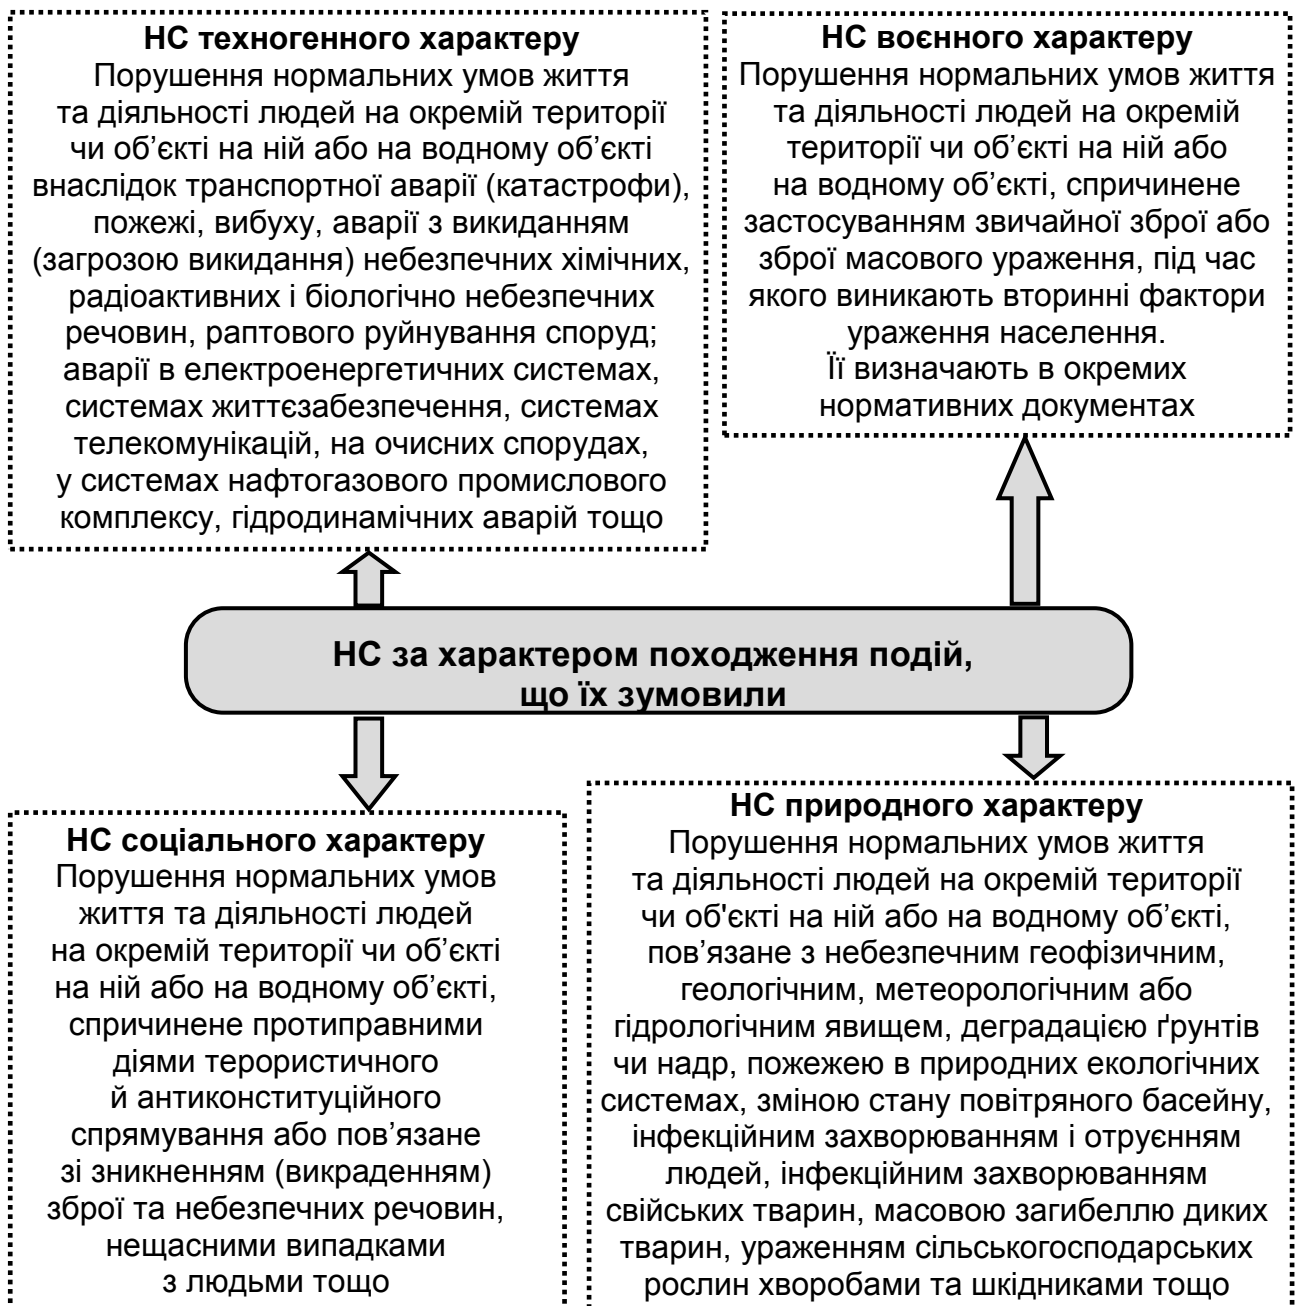 НС техногенного характеру
Порушення нормальних умов життя
та діяльності людей на окремій території
чи об’єкті на ній або на водному об’єкті
внаслідок транспортної аварії (катастрофи),
пожежі, вибуху, аварії з викиданням
(загрозою викидання) небезпечних хімічних,
радіоактивних і біологічно небезпечних
речовин, раптового руйнування споруд;
аварії в електроенергетичних системах,
системах життєзабезпечення, системах
телекомунікацій, на очисних спорудах,
у системах нафтогазового промислового
комплексу, гідродинамічних аварій тощо
НС воєнного характеру
Порушення нормальних умов життя
та діяльності людей на окремій
території чи об’єкті на ній або
на водному об’єкті, спричинене
застосуванням звичайної зброї або
зброї масового ураження, під час
якого виникають вторинні фактори
ураження населення.
Її визначають в окремих
нормативних документах
НС за характером походження подій,
що їх зумовили
НС соціального характеру
Порушення нормальних умов
життя та діяльності людей
на окремій території чи об’єкті
на ній або на водному об’єкті,
спричинене протиправними
діями терористичного
й антиконституційного
спрямування або пов’язане
зі зникненням (викраденням)
зброї та небезпечних речовин,
нещасними випадками
з людьми тощо
НС природного характеру
Порушення нормальних умов життя
та діяльності людей на окремій території
чи об'єкті на ній або на водному об’єкті,
пов’язане з небезпечним геофізичним,
геологічним, метеорологічним або
гідрологічним явищем, деградацією ґрунтів
чи надр, пожежею в природних екологічних
системах, зміною стану повітряного басейну,
інфекційним захворюванням і отруєнням
людей, інфекційним захворюванням
свійських тварин, масовою загибеллю диких
тварин, ураженням сільськогосподарських
рослин хворобами та шкідниками тощо